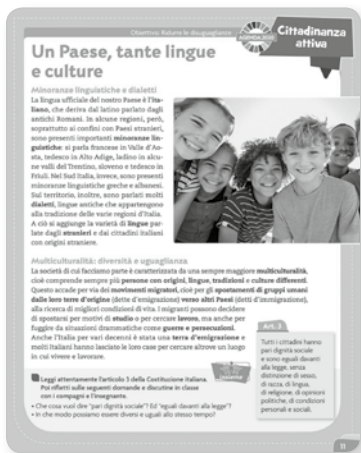 Obiettivo: Ridurre le disuguaglianze
AGENDA 2030
Cittadinanza
attiva
Un Paese, tante lingue
e culture
Minoranze linguistiche e dialetti
La lingua ufficiale del nostro Paese è l'ita-
liano, che deriva dal latino parlato dagli
antichi Romani. In alcune regioni, però,
soprattutto ai confini con Paesi stranieri,
sono presenti importanti minoranze lin-
guistiche: si parla francese in Valle d'Ao-
sta, tedesco in Alto Adige, ladino in alcu-
ne valli del Trentino, sloveno e tedesco in
Friuli. Nel Sud Italia, invece, sono presenti
minoranze linguistiche greche e albanesi.
Sul territorio, inoltre, sono parlati molti
dialetti, lingue antiche che appartengono
alla tradizione delle varie regioni d'Italia.
A ciò si aggiunge la varietà di lingue par-
late dagli stranieri e dai cittadini italiani
con origini straniere.
Multiculturalità: diversità e uguaglianza
La società di cui facciamo parte è caratterizzata da una sempre maggiore multiculturalità,
cioè comprende sempre più persone con origini, lingue, tradizioni e culture differenti.
Questo accade per via dei movimenti migratori, cioè per gli spostamenti di gruppi umani
dalle loro terre d'origine (dette d'emigrazione) verso altri Paesi (detti d'immigrazione),
alla ricerca di migliori condizioni di vita. I migranti possono decidere
di spostarsi per motivi di studio o per cercare lavoro, ma anche per
fuggire da situazioni drammatiche come guerre e persecuzioni.
Anche l'Italia per vari decenni è stata una terra d'emigrazione e
molti italiani hanno lasciato le loro case per cercare altrove un luogo
in cui vivere e lavorare.
Art. 3
Tutti i cittadini hanno
pari dignità sociale
e sono eguali davanti
alla legge, senza
distinzione di sesso,
di razza, di lingua,
di religione, di opinioni
politiche, di condizioni
personali e sociali.
Leggi attentamente l'articolo 3 della Costituzione italiana.
Poi rifletti sulle seguenti domande e discutine in classe
con i compagni e l'insegnante.
• Che cosa vuol dire "pari dignità sociale"? Ed "eguali davanti alla legge"?
• In che modo possiamo essere diversi e uguali allo stesso tempo?
11